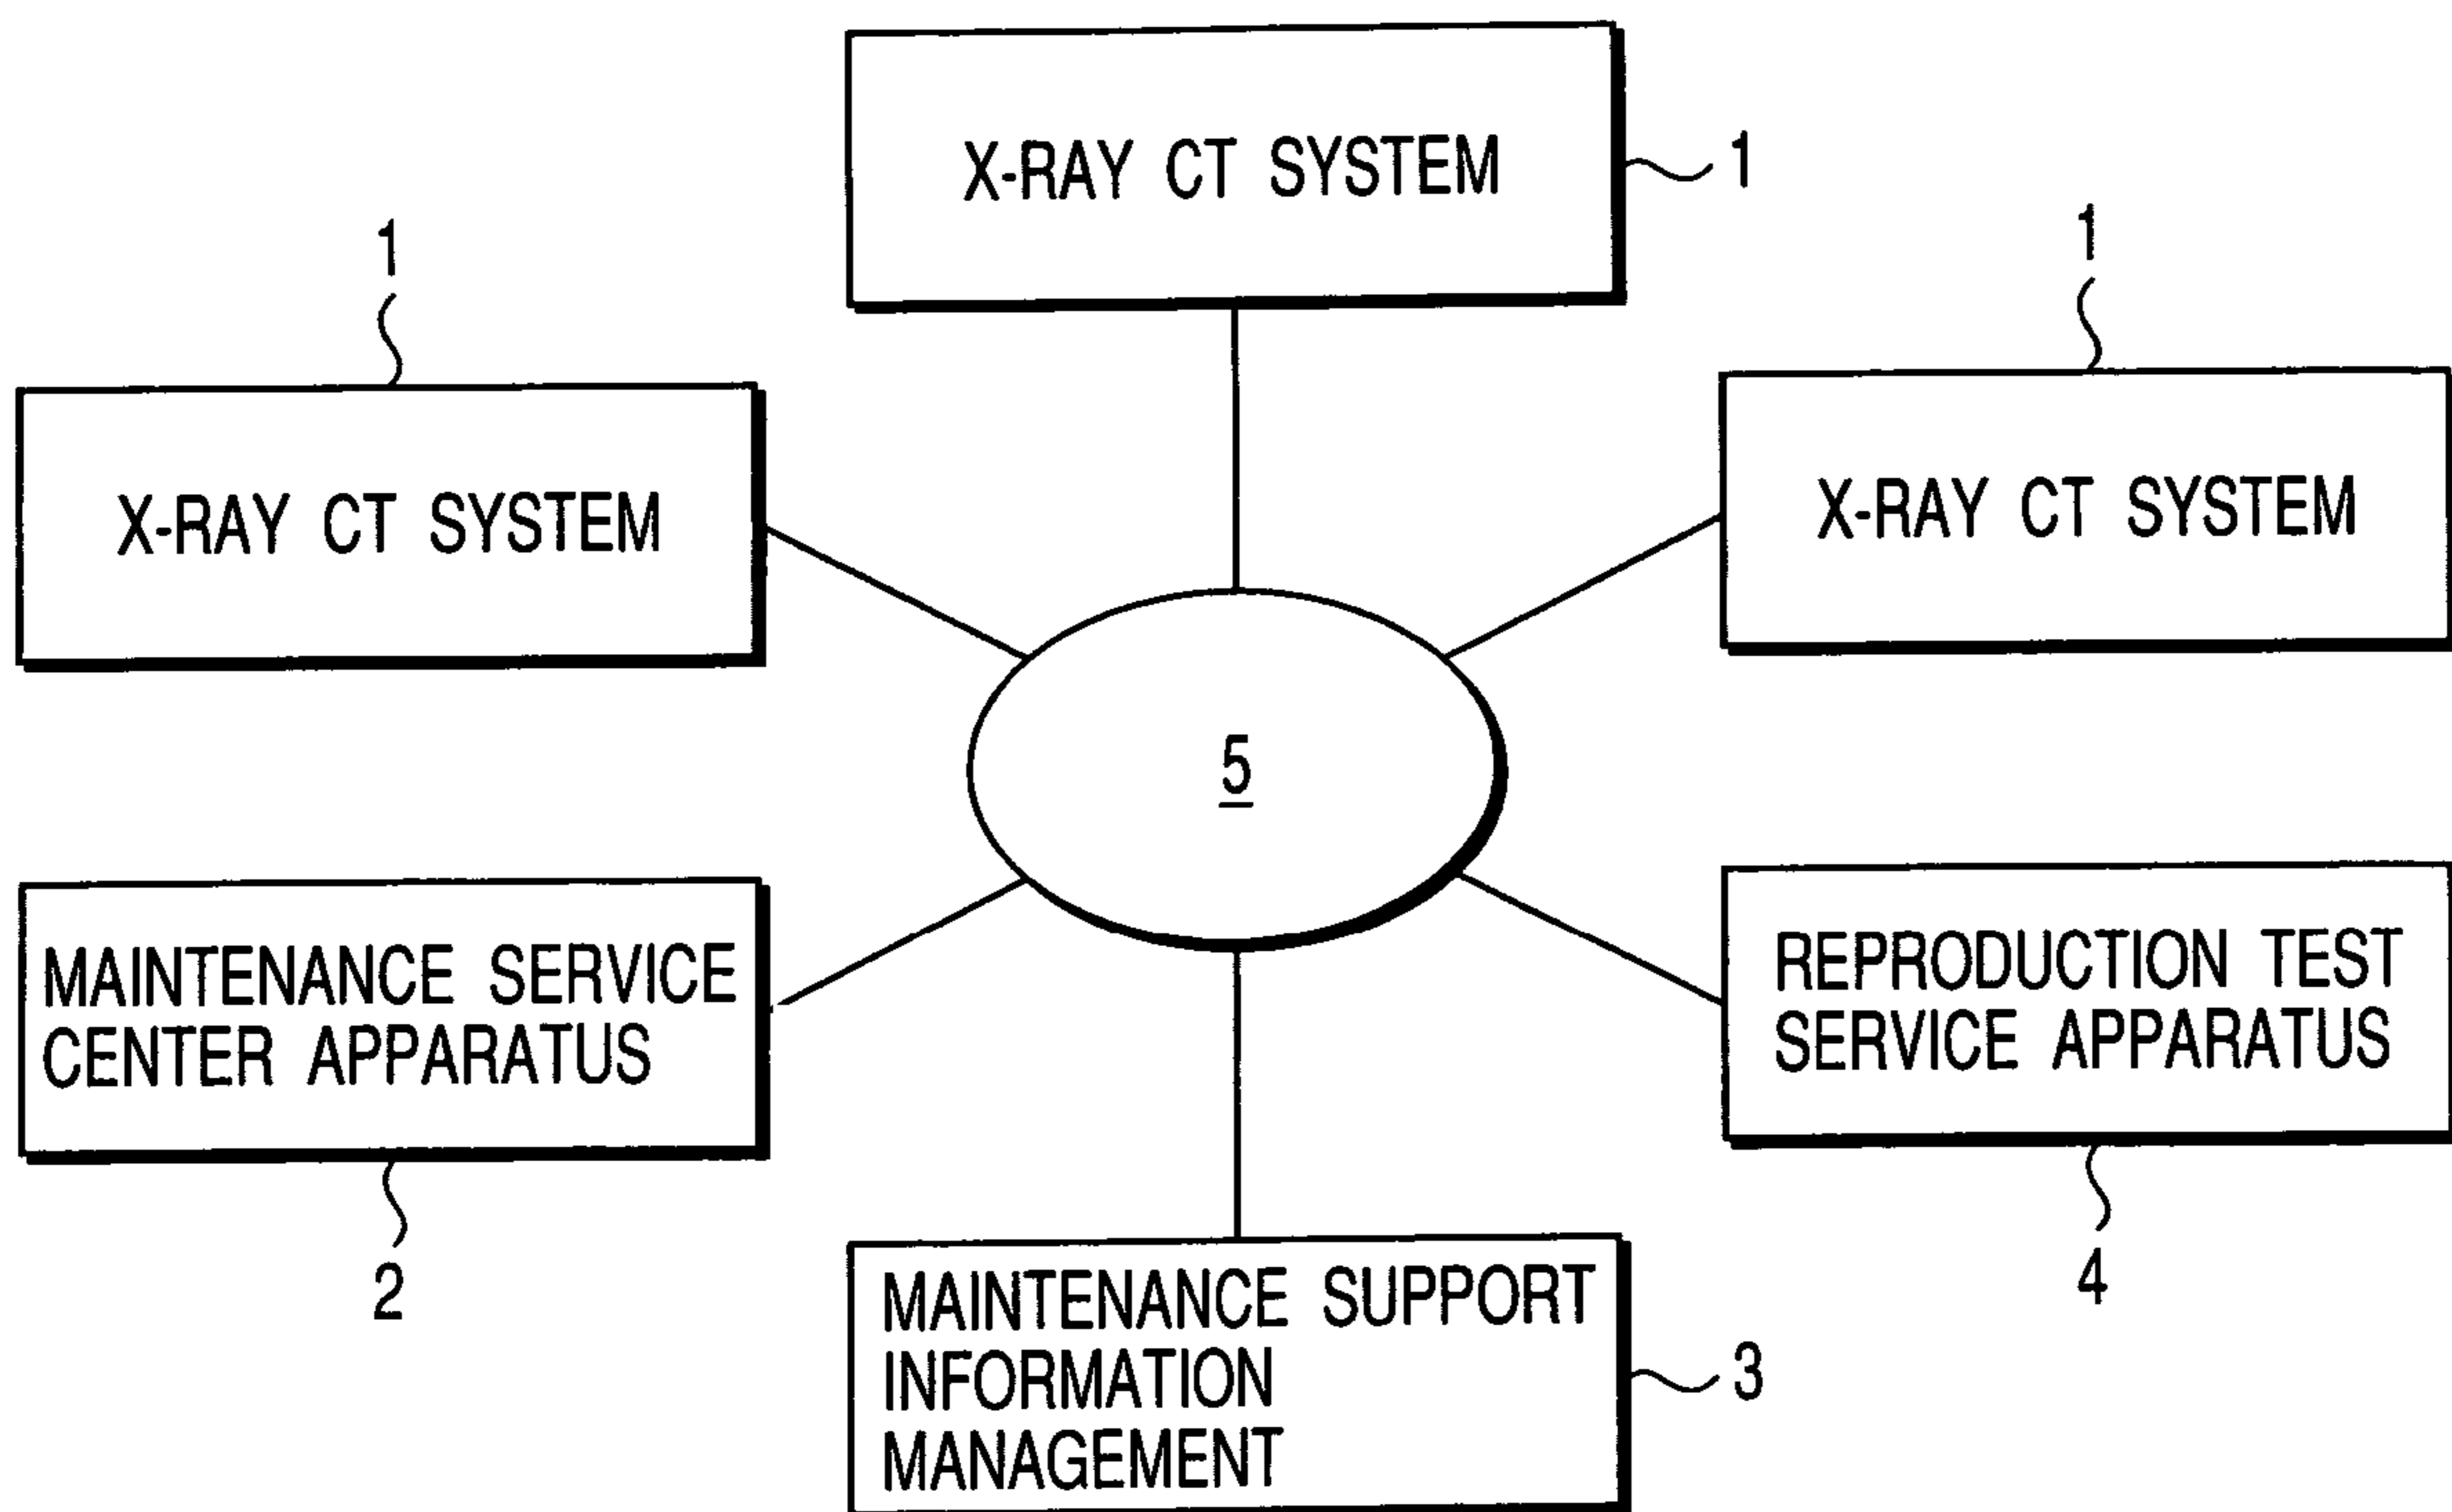 X-RAY CT SYSTEM
1
1
1
X-RAY CT SYSTEM
X-RAY CT SYSTEM
5
MAINTENANCE SERVICE
CENTER APPARATUS
REPRODUCTION TEST
SERVICE APPARATUS
2
4
MAINTENANCE SUPPORT
INFORMATION
MANAGEMENT
3